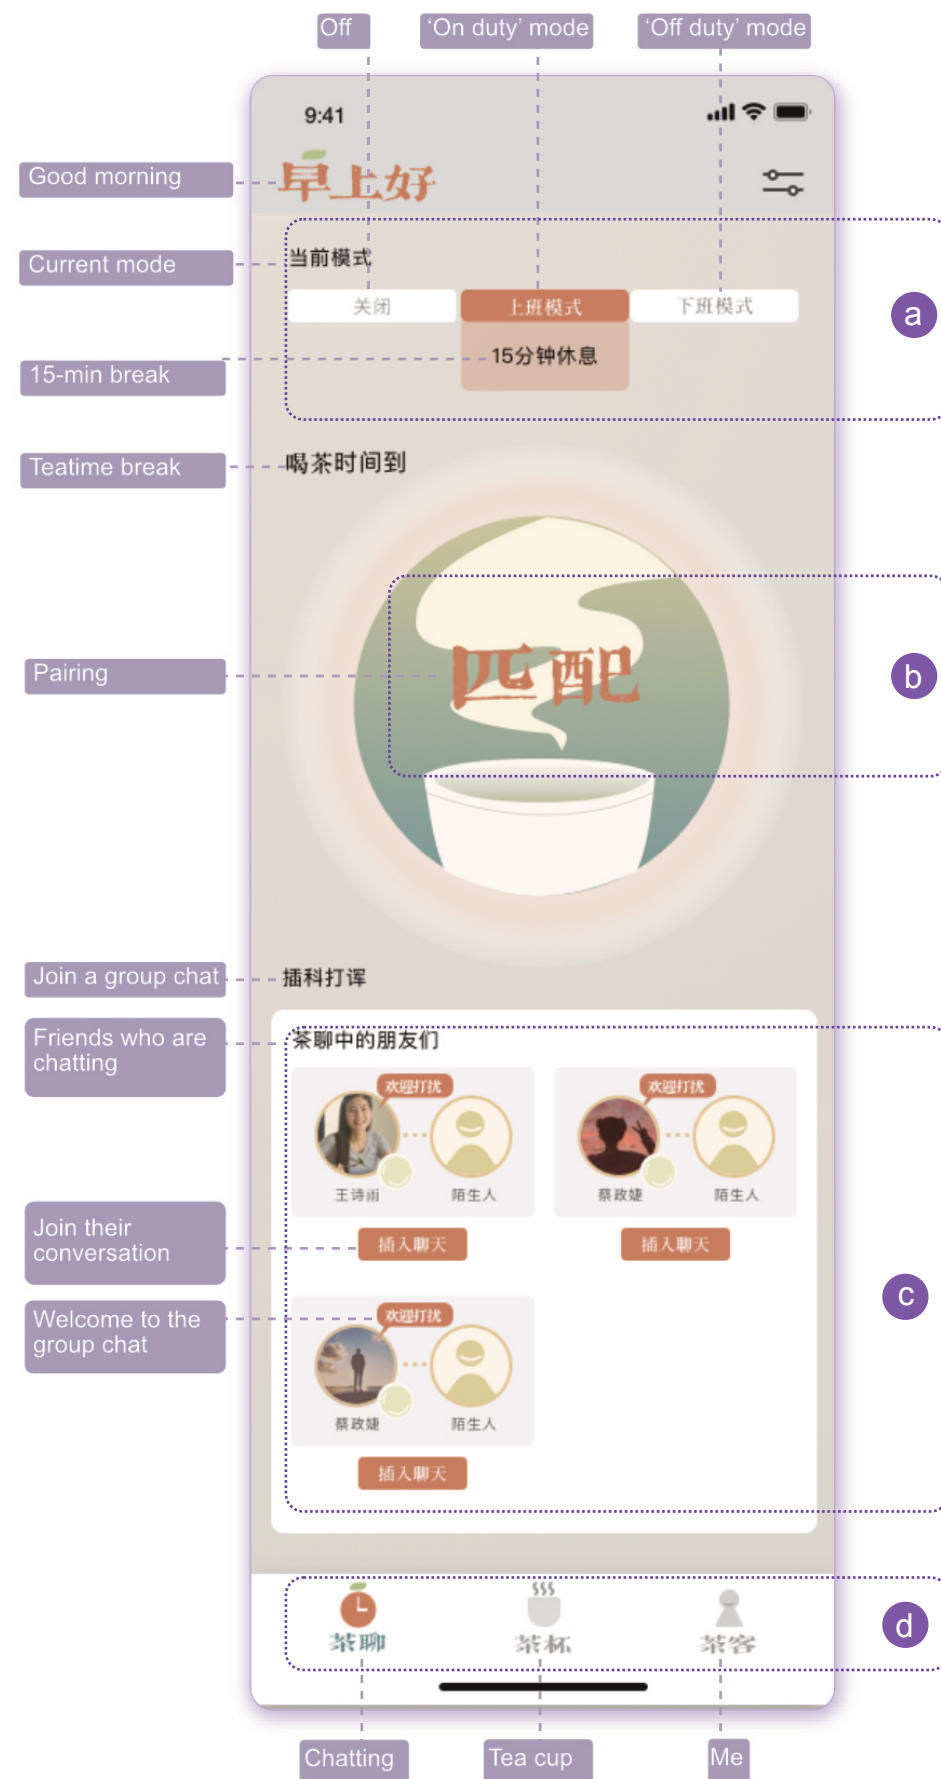 Off
‘On duty’ mode
‘Off duty’ mode
9:41
Good morning
早上好
Current mode
当前模式
关闭
上班模式
下班模式
a
15-min break
15分钟休息
Teatime break
喝茶时间到
Pairing
匹配
b
Join a group chat
插科打诨
Friends who are
chatting
茶聊中的朋友们
欢迎打扰
欢迎打扰
王诗雨
陌生人
蔡政婕
陌生人
Join their
conversation
插入聊天
插入聊天
c
Welcome to the
group chat
欢迎打扰
蔡政婕
陌生人
插入聊天
d
茶聊
茶杯
茶客
Chatting
Tea cup
Me